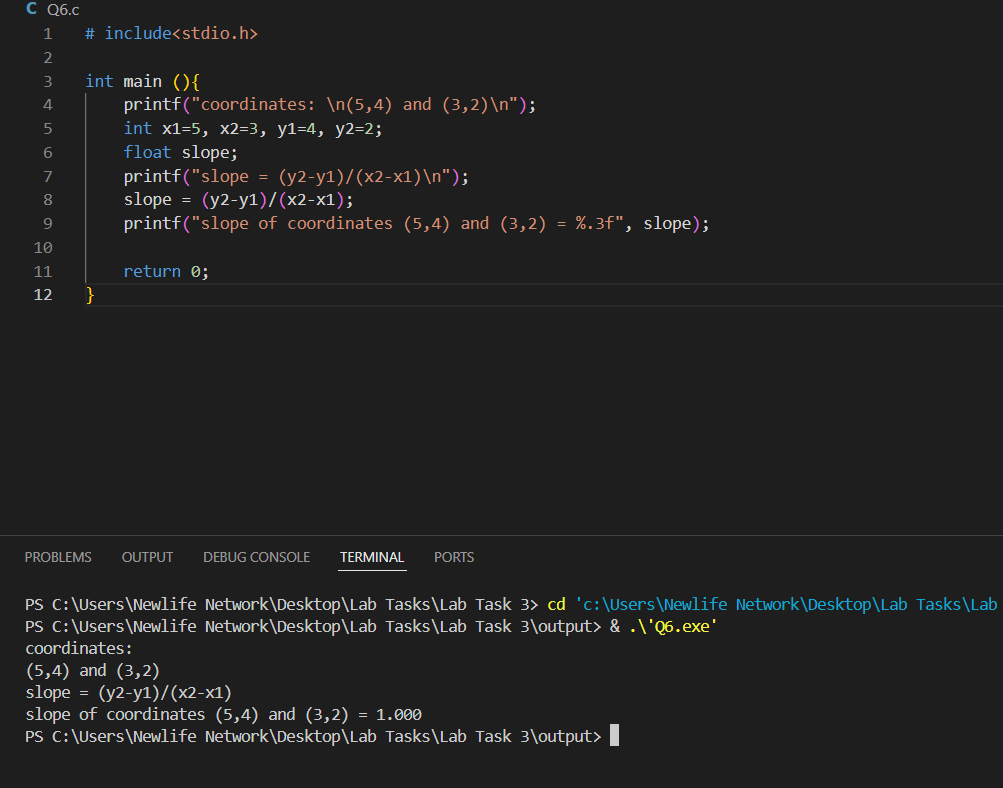 C Q6.c
1 # include<stdio.h>
2
3 int main (){
4 printf("coordinates: \n(5,4) and (3,2)\n");
5 int x1=5, x2=3, y1=4, y2=2;
6 float slope;
7 printf("slope = (y2-y1)/(x2-x1)\n");
8 slope = (y2-y1)/(x2-x1);
9 printf("slope of coordinates (5,4) and (3,2) = %.3f", slope);
10
11 return 0;
12 }
PROBLEMS OUTPUT DEBUG CONSOLE TERMINAL PORTS
PS C:\Users\Newlife Network\Desktop\Lab Tasks\Lab Task 3> cd 'c:\Users\Newlife Network\Desktop\Lab Tasks\Lab
PS C:\Users\Newlife Network\Desktop\Lab Tasks\Lab Task 3\output> & .\'Q6.exe'
coordinates:
(5,4) and (3,2)
slope = (y2-y1)/(x2-x1)
slope of coordinates (5,4) and (3,2) = 1.000
PS C:\Users\Newlife Network\Desktop\Lab Tasks\Lab Task 3\output>